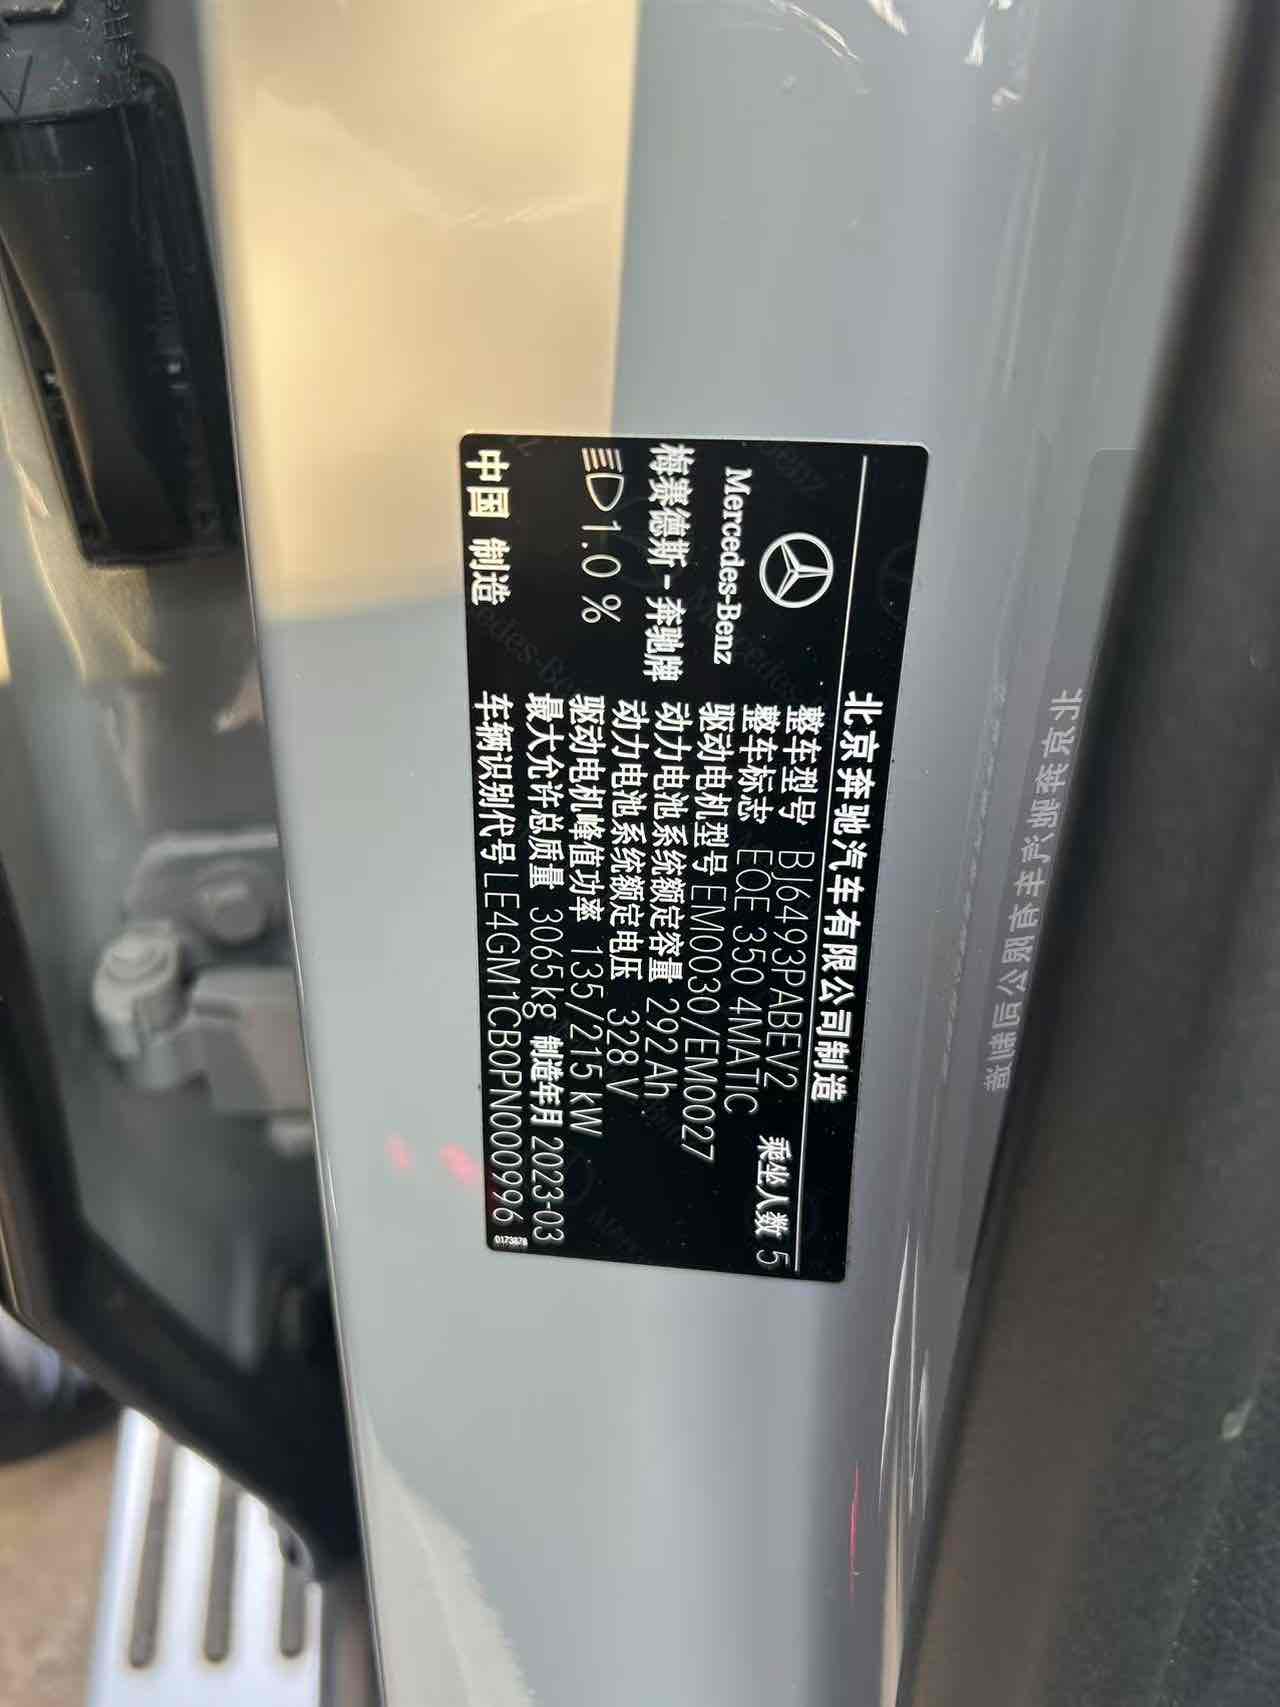 北京奔驰汽车有限公司制造
Mercedes-Benz
梅赛德斯-奔驰牌
1.0 %
中国 制造
整车型号 BJ6493PABEV2 乘坐人数 5
整车标志 EQE 350 4MATIC
驱动电机型号 EM0030/EM0027
动力电池系统额定容量 292Ah
动力电池系统额定电压 328 V
驱动电机峰值功率 135/215 kW
最大允许总质量 3065kg 制造年月 2023-03
车辆识别代号 LE4GM1CB0PN000996
0173878